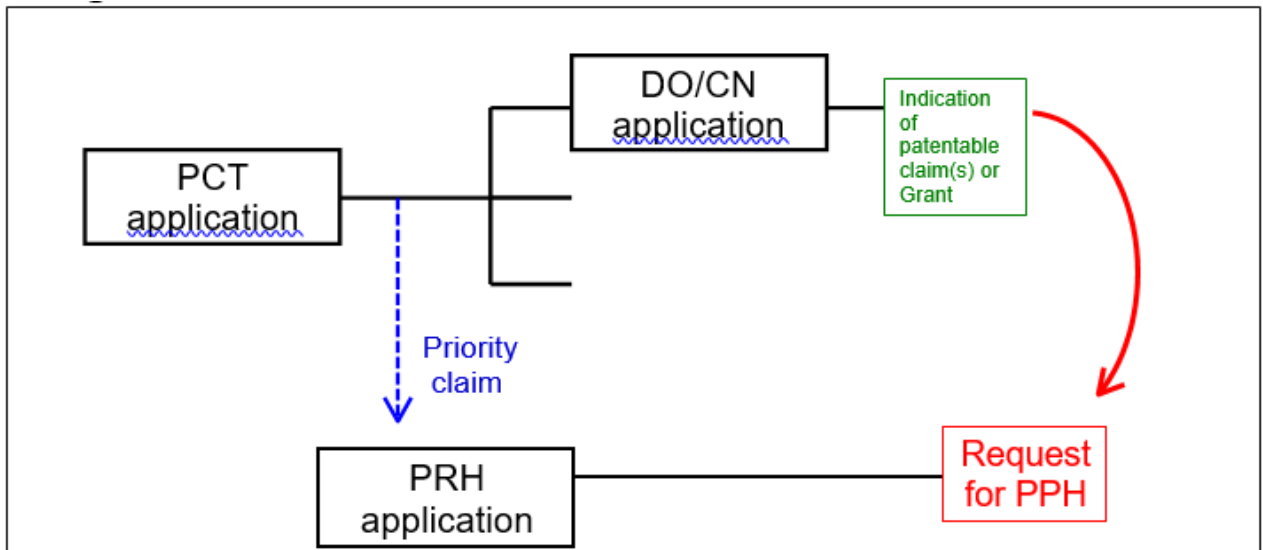 DO/CN
application
Indication
of
patentable
claim(s) or
Grant
PCT
application
Priority
claim
PRH
application
Request
for PPH